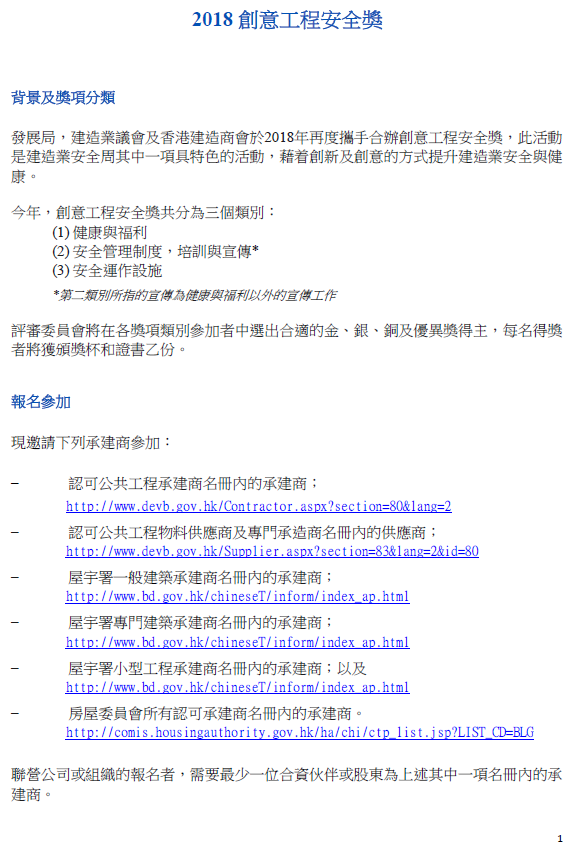 2018 創意工程安全獎
背景及獎項分類
發展局，建造業議會及香港建造商會於2018年再度攜手合辦創意工程安全獎，此活動
是建造業安全周其中一項具特色的活動，藉着創新及創意的方式提升建造業安全與健
康。
今年，創意工程安全獎共分為三個類別：
(1) 健康與福利
(2) 安全管理制度，培訓與宣傳*
(3) 安全運作設施
*第二類別所指的宣傳為健康與福利以外的宣傳工作
評審委員會將在各獎項類別參加者中選出合適的金、銀、銅及優異獎得主，每名得獎
者將獲頒獎杯和證書乙份。
報名參加
現邀請下列承建商參加：
– 認可公共工程承建商名冊內的承建商；
http://www.devb.gov.hk/Contractor.aspx?section=80&lang=2
– 認可公共工程物料供應商及專門承造商名冊內的供應商；
http://www.devb.gov.hk/Supplier.aspx?section=83&lang=2&id=80
– 屋宇署一般建築承建商名冊內的承建商；
http://www.bd.gov.hk/chineseT/inform/index_ap.html
– 屋宇署專門建築承建商名冊內的承建商；
http://www.bd.gov.hk/chineseT/inform/index_ap.html
– 屋宇署小型工程承建商名冊內的承建商；以及
http://www.bd.gov.hk/chineseT/inform/index_ap.html
– 房屋委員會所有認可承建商名冊內的承建商。
http://comis.housingauthority.gov.hk/ha/chi/ctp_list.jsp?LIST_CD=BLG
聯營公司或組織的報名者，需要最少一位合資伙伴或股東為上述其中一項名冊內的承
建商。
1